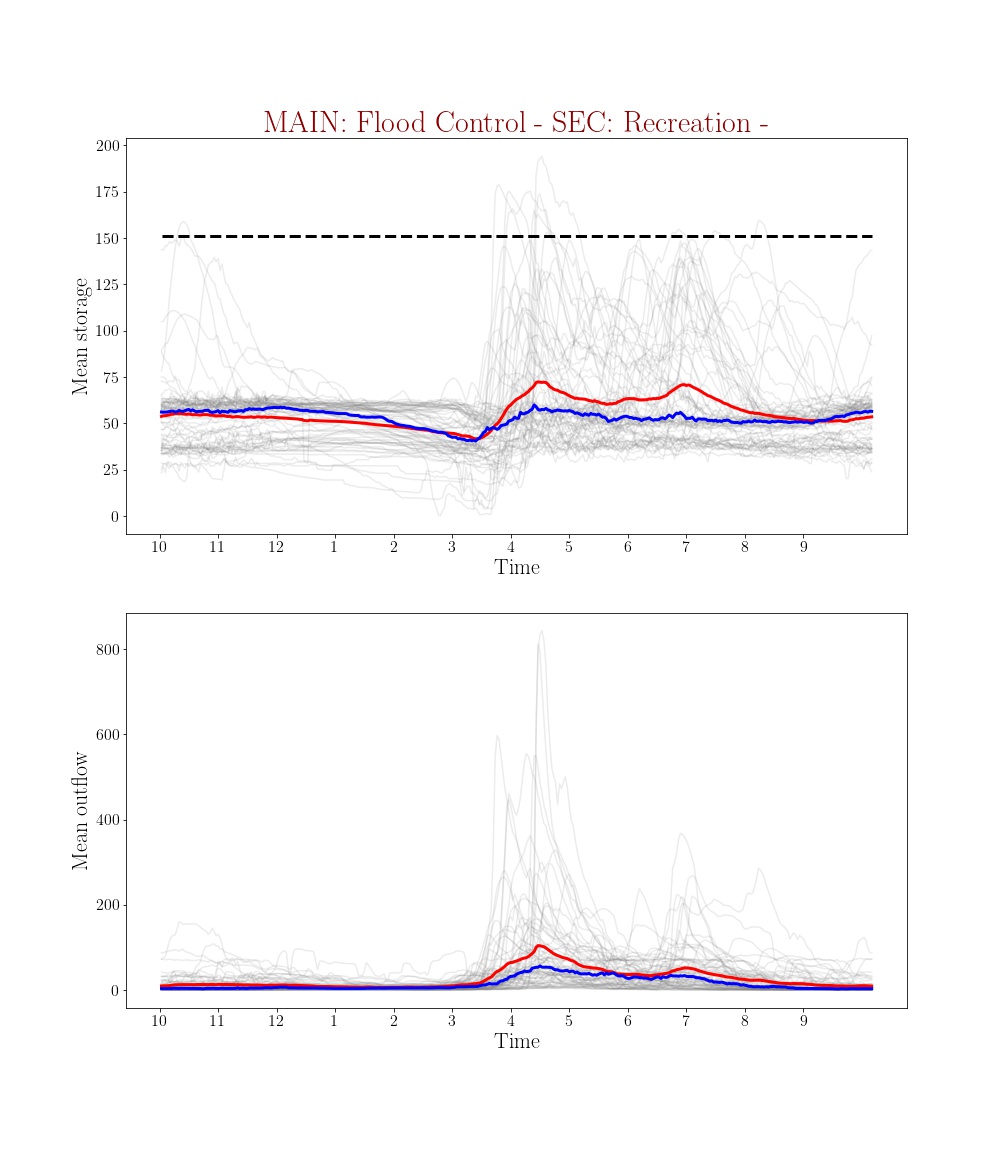 MAIN: Flood Control - SEC: Recreation -
200
175
150
125
100
75
50
25
0
Mean storage
10 11 12 1 2 3 4 5 6 7 8 9
Time
800
600
400
200
0
Mean outflow
10 11 12 1 2 3 4 5 6 7 8 9
Time